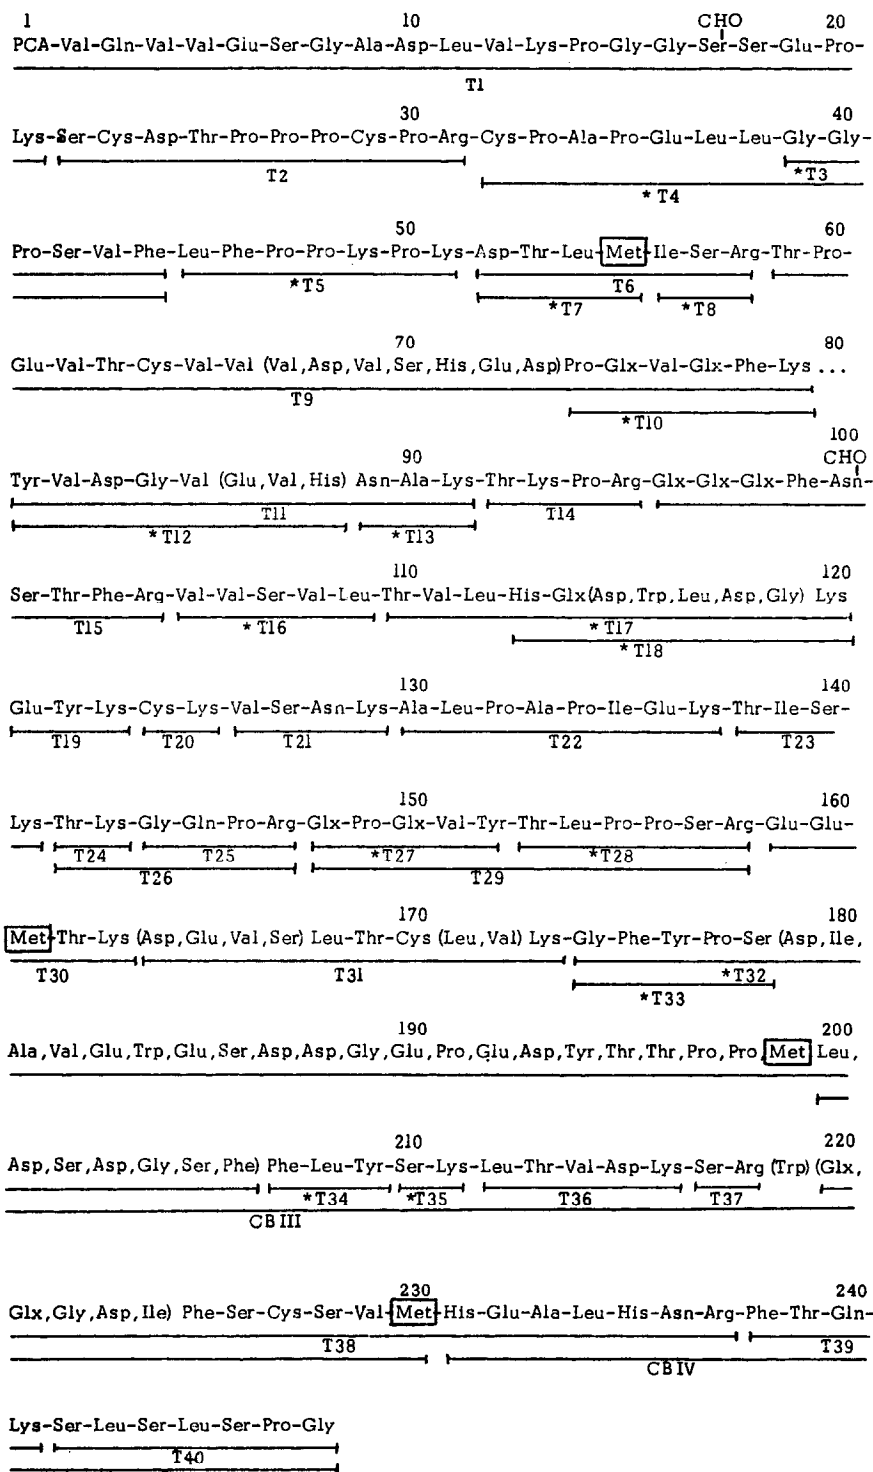 1 10 CHO 20
PCA-Val-Gln-Val-Val-Glu-Ser-Gly-Ala-Asp-Leu-Val-Lys-Pro-Gly-Gly-Ser-Ser-Glu-Pro-
T1
30 40
Lys-Ser-Cys-Asp-Thr-Pro-Pro-Pro-Cys-Pro-Arg-Cys-Pro-Ala-Pro-Glu-Leu-Leu-Gly-Gly-
T2 *T3
* T4
50 60
Pro-Ser-Val-Phe-Leu-Phe-Pro-Pro-Lys-Pro-Lys-Asp-Thr-Leu-Met-Ile-Ser-Arg-Thr-Pro-
*T5 T6
*T7 *T8
70 80
Glu-Val-Thr-Cys-Val-Val (Val,Asp,Val,Ser,His,Glu,Asp)Pro-Glx-Val-Glx-Phe-Lys ...
T9
*T10
90 100
CHO
Tyr-Val-Asp-Gly-Val (Glu,Val,His) Asn-Ala-Lys-Thr-Lys-Pro-Arg-Glx-Glx-Glx-Phe-Asn-
T11 T14
*T12 *T13
110 120
Ser-Thr-Phe-Arg-Val-Val-Ser-Val-Leu-Thr-Val-Leu-His-Glx(Asp,Trp,Leu,Asp,Gly) Lys
T15 *T16 *T17
*T18
130 140
Glu-Tyr-Lys-Cys-Lys-Val-Ser-Asn-Lys-Ala-Leu-Pro-Ala-Pro-Ile-Glu-Lys-Thr-Ile-Ser-
T19 T20 T21 T22 T23
150 160
Lys-Thr-Lys-Gly-Gln-Pro-Arg-Glx-Pro-Glx-Val-Tyr-Thr-Leu-Pro-Pro-Ser-Arg-Glu-Glu-
T24 T25 *T27 *T28
T26 T29
170 180
Met-Thr-Lys (Asp,Glu,Val,Ser) Leu-Thr-Cys (Leu,Val) Lys-Gly-Phe-Tyr-Pro-Ser (Asp,Ile,
T30 T31 *T32
*T33
190 200
Ala,Val,Glu,Trp,Glu,Ser,Asp,Asp,Gly,Glu,Pro,Glu,Asp,Tyr,Thr,Thr,Pro,Pro,Met Leu,
210 220
Asp,Ser,Asp,Gly,Ser,Phe) Phe-Leu-Tyr-Ser-Lys-Leu-Thr-Val-Asp-Lys-Ser-Arg (Trp) (Glx,
*T34 *T35 T36 T37
CBIII
230 240
Glx,Gly,Asp,Ile) Phe-Ser-Cys-Ser-Val-Met-His-Glu-Ala-Leu-His-Asn-Arg-Phe-Thr-Gln-
T38 T39
CBIV
Lys-Ser-Leu-Ser-Leu-Ser-Pro-Gly
T40